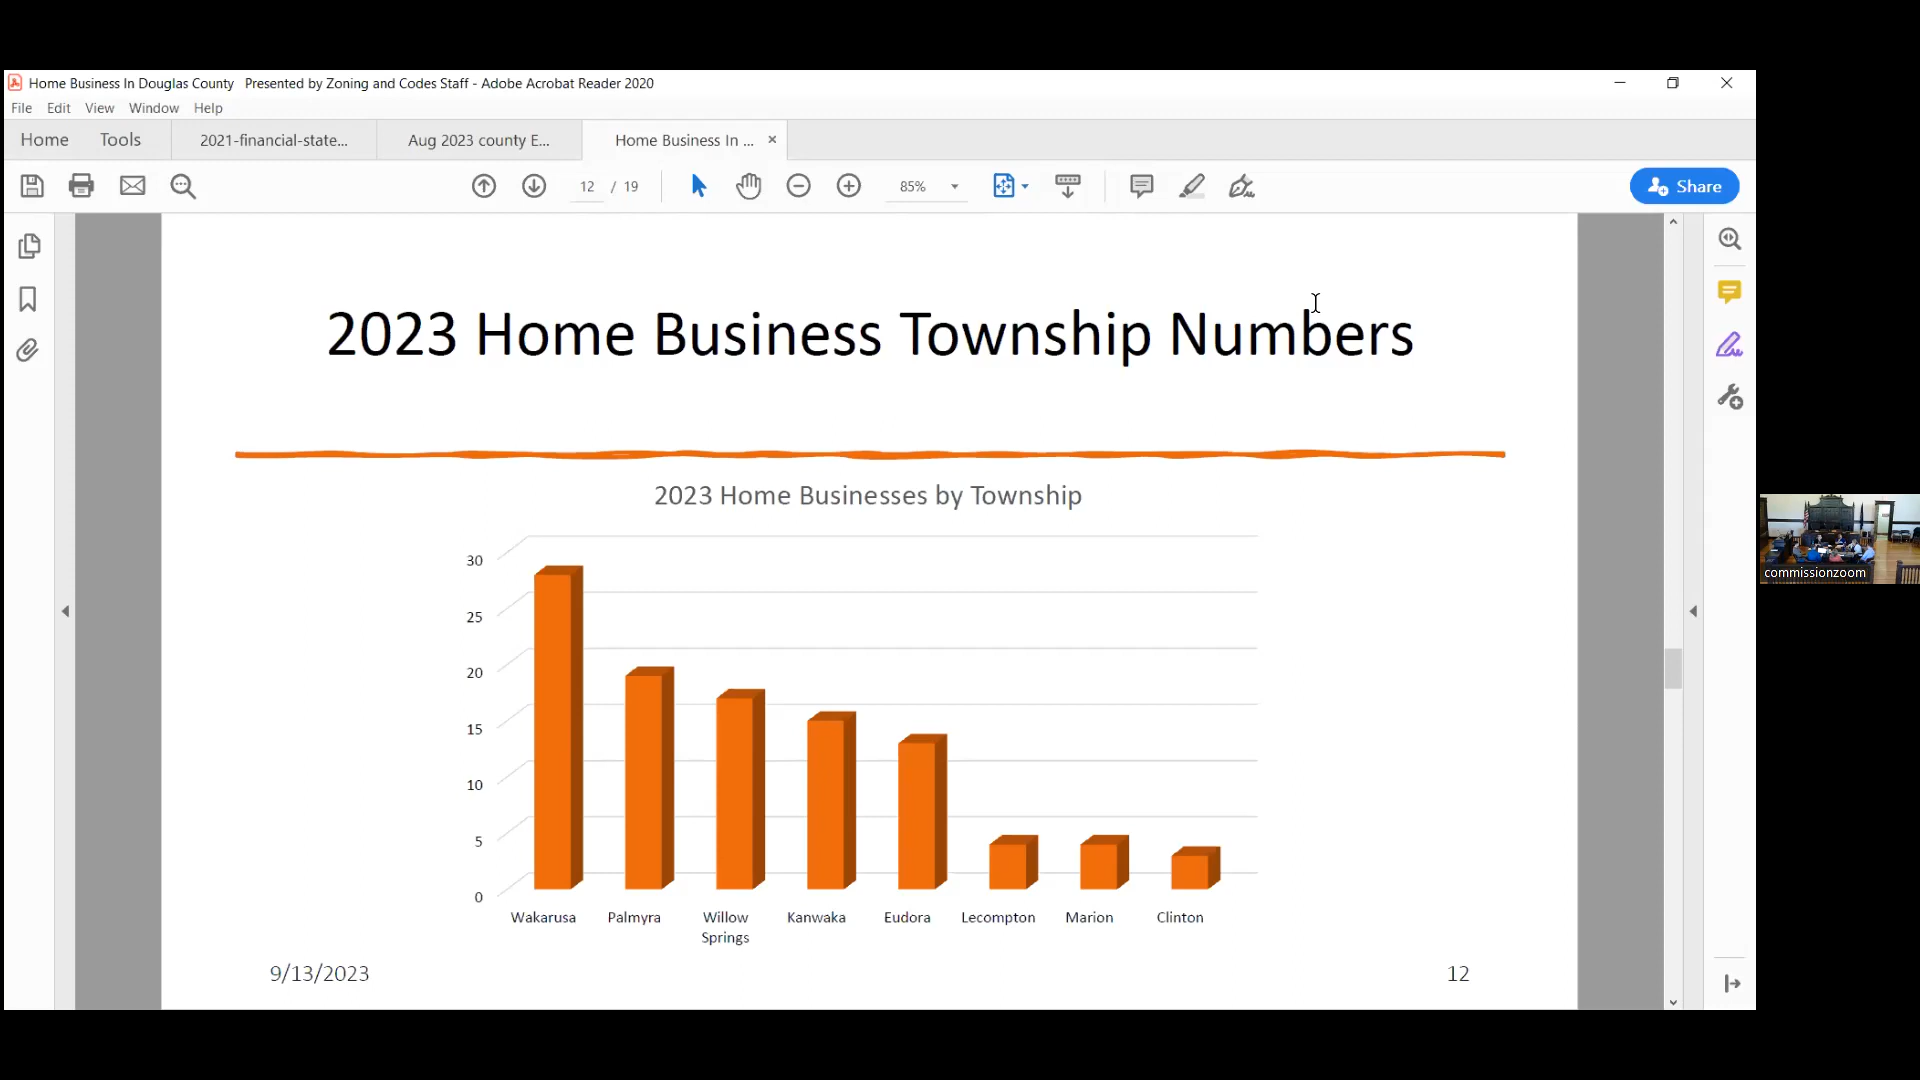 Home Business In Douglas County   Presented by Zoning and Codes Staff - Adobe Acrobat Reader 2020
File Edit View Window Help
Home Tools 2021-financial-state... Aug 2023 county E... Home Business In ...
12 / 19 85% Share
2023 Home Business Township Numbers
2023 Home Businesses by Township
30
25
20
15
10
5
0
Wakarusa Palmyra Willow Springs Kanwaka Eudora Lecompton Marion Clinton
9/13/2023 12
commissionzoom